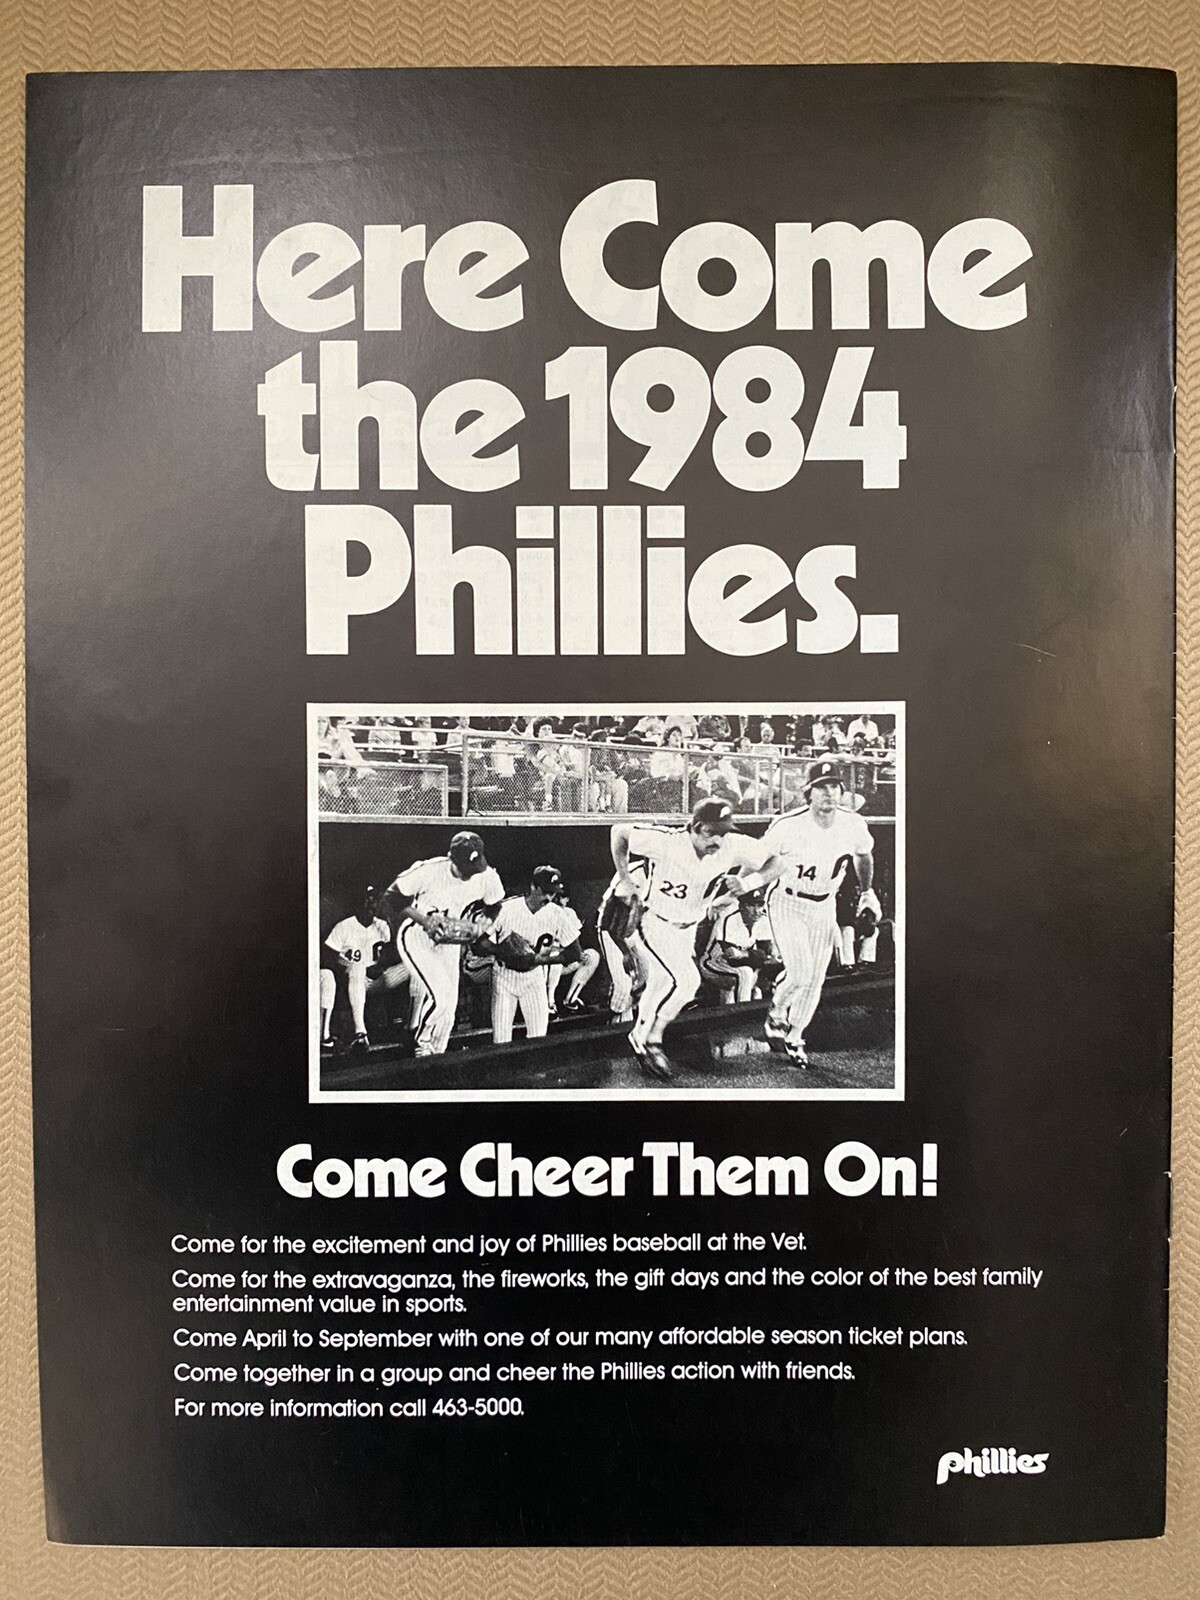 Here Come
the 1984
Phillies.
49
23
14
Come Cheer Them On!
Come for the excitement and joy of Phillies baseball at the Vet.
Come for the extravaganza, the fireworks, the gift days and the color of the best family
entertainment value in sports.
Come April to September with one of our many affordable season ticket plans.
Come together in a group and cheer the Phillies action with friends.
For more information call 463-5000.
phillies